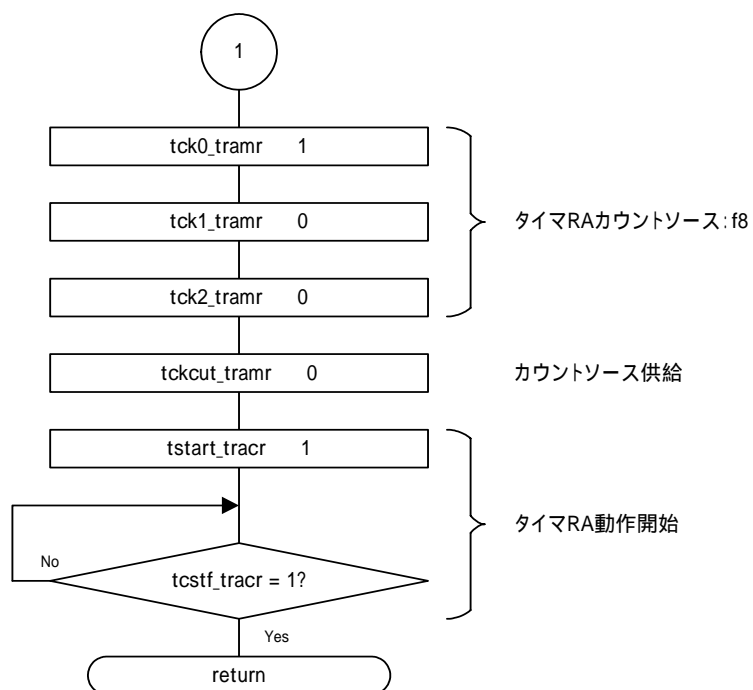 1
tck0_tramr 1
tck1_tramr 0
タイマRAカウントソース:f8
tck2_tramr 0
tckcut_tramr 0
カウントソース供給
tstart_tracr 1
タイマRA動作開始
No
tcstf_tracr = 1?
Yes
return